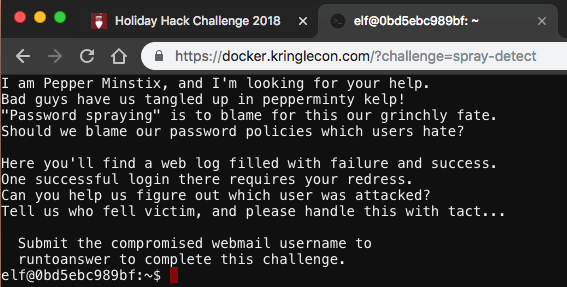 Holiday Hack Challenge 2018
elf@0bd5ebc989bf: ~
https://docker.kringlecon.com/?challenge=spray-detect
I am Pepper Minstix, and I'm looking for your help.
Bad guys have us tangled up in pepperminty kelp!
"Password spraying" is to blame for this our grinchly fate.
Should we blame our password policies which users hate?
Here you'll find a web log filled with failure and success.
One successful login there requires your redress.
Can you help us figure out which user was attacked?
Tell us who fell victim, and please handle this with tact...
Submit the compromised webmail username to
runtoanswer to complete this challenge.
elf@0bd5ebc989bf:~$